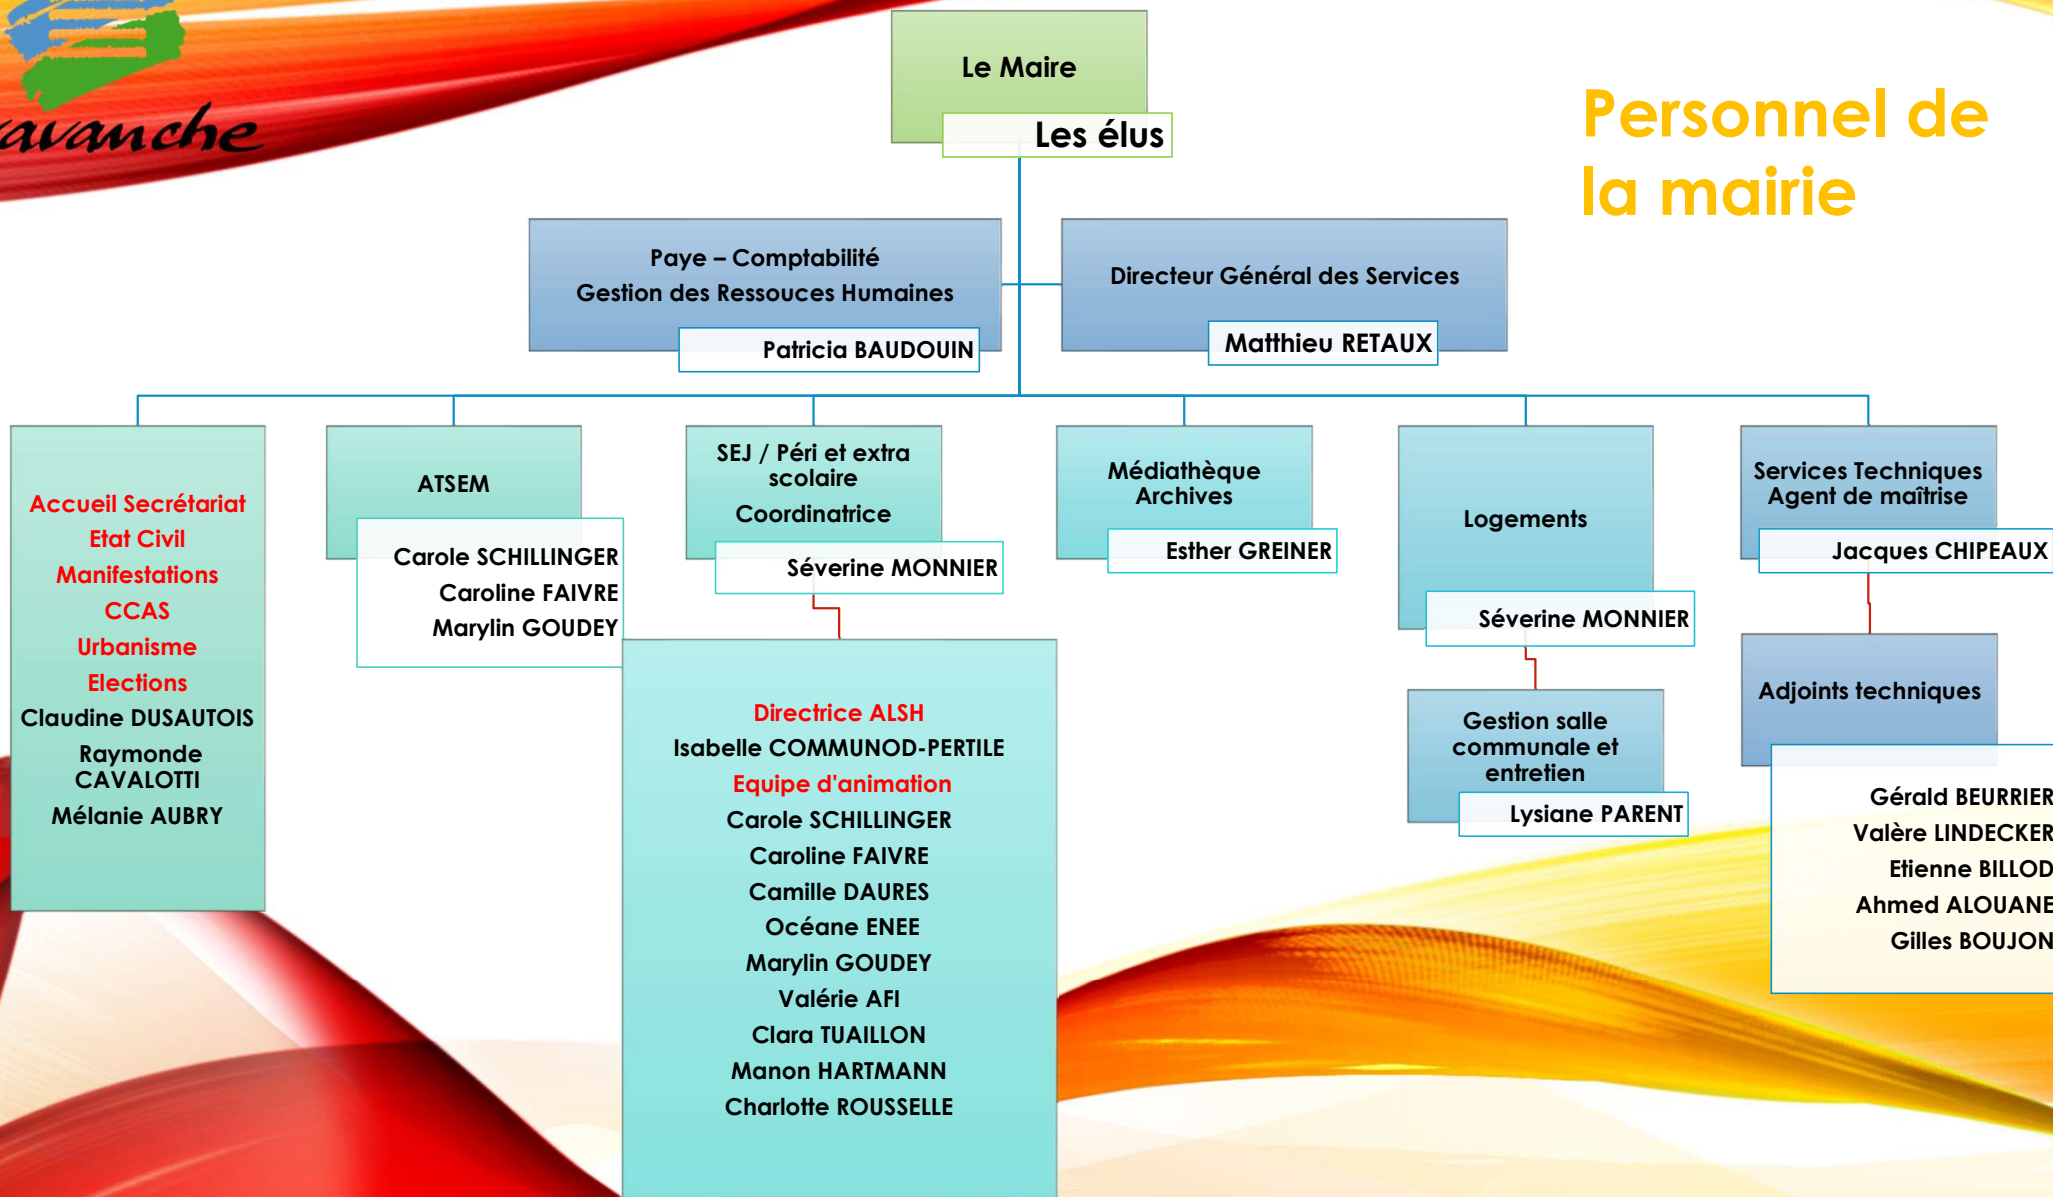 Le Maire
Les élus
Personnel de
la mairie
Paye – Comptabilité
Gestion des Ressouces Humaines
Patricia BAUDOUIN
Directeur Général des Services
Matthieu RETAUX
Accueil Secrétariat
Etat Civil
Manifestations
CCAS
Urbanisme
Elections
Claudine DUSAUTOIS
Raymonde
CAVALOTTI
Mélanie AUBRY
ATSEM
Carole SCHILLINGER
Caroline FAIVRE
Marylin GOUDEY
SEJ / Péri et extra
scolaire
Coordinatrice
Séverine MONNIER
Directrice ALSH
Isabelle COMMUNOD-PERTILE
Equipe d'animation
Carole SCHILLINGER
Caroline FAIVRE
Camille DAURES
Océane ENEE
Marylin GOUDEY
Valérie AFI
Clara TUAILLON
Manon HARTMANN
Charlotte ROUSSELLE
Médiathèque
Archives
Esther GREINER
Logements
Séverine MONNIER
Gestion salle
communale et
entretien
Lysiane PARENT
Services Techniques
Agent de maîtrise
Jacques CHIPEAUX
Adjoints techniques
Gérald BEURRIER
Valère LINDECKER
Etienne BILLOD
Ahmed ALOUANE
Gilles BOUJON